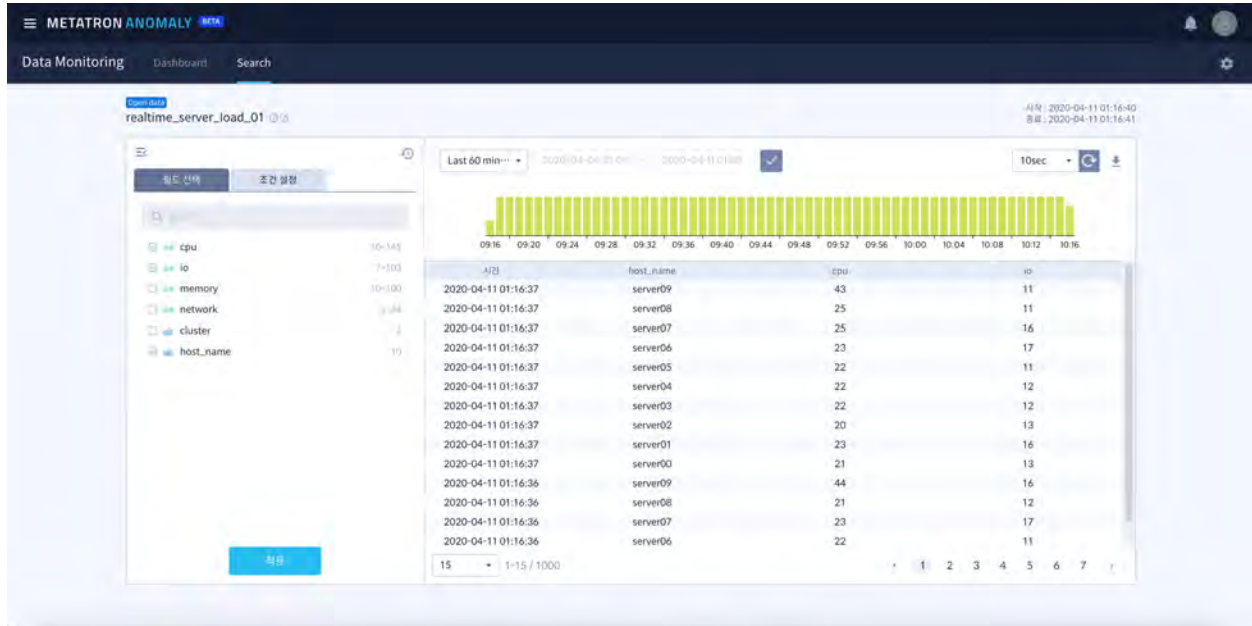 METATRON ANOMALY BETA
Data Monitoring Dashboard Search
Open data
realtime_server_load_01
시작 : 2020-04-11 01:16:40
종료 : 2020-04-11 01:16:41
필드 선택 조건 설정
Last 60 min··· 10sec
cpu 10~145
io
memory 10~100
network
cluster
host_name 10
적용
09:16 09:20 09:24 09:28 09:32 09:36 09:40 09:44 09:48 09:52 09:56 10:00 10:04 10:08 10:12 10:16
시간 host_name cpu io
2020-04-11 01:16:37 server09 43 11
2020-04-11 01:16:37 server08 25 11
2020-04-11 01:16:37 server07 25 16
2020-04-11 01:16:37 server06 23 17
2020-04-11 01:16:37 server05 22 11
2020-04-11 01:16:37 server04 22 12
2020-04-11 01:16:37 server03 22 12
2020-04-11 01:16:37 server02 20 13
2020-04-11 01:16:37 server01 23 16
2020-04-11 01:16:37 server00 21 13
2020-04-11 01:16:36 server09 44 16
2020-04-11 01:16:36 server08 21 12
2020-04-11 01:16:36 server07 23 17
2020-04-11 01:16:36 server06 22 11
15 1~15 / 1000 1 2 3 4 5 6 7